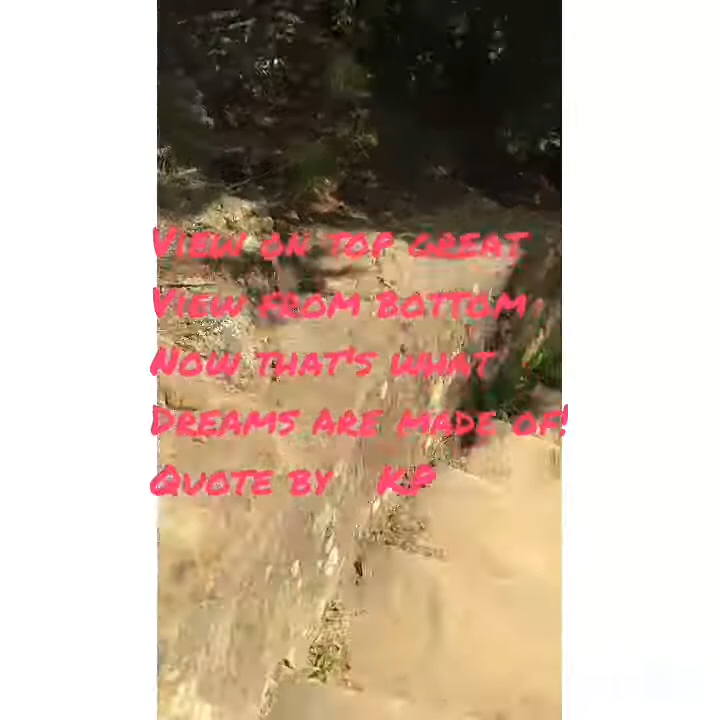 View on top great
View from bottom
Now that's what
Dreams are made of!
Quote by KP